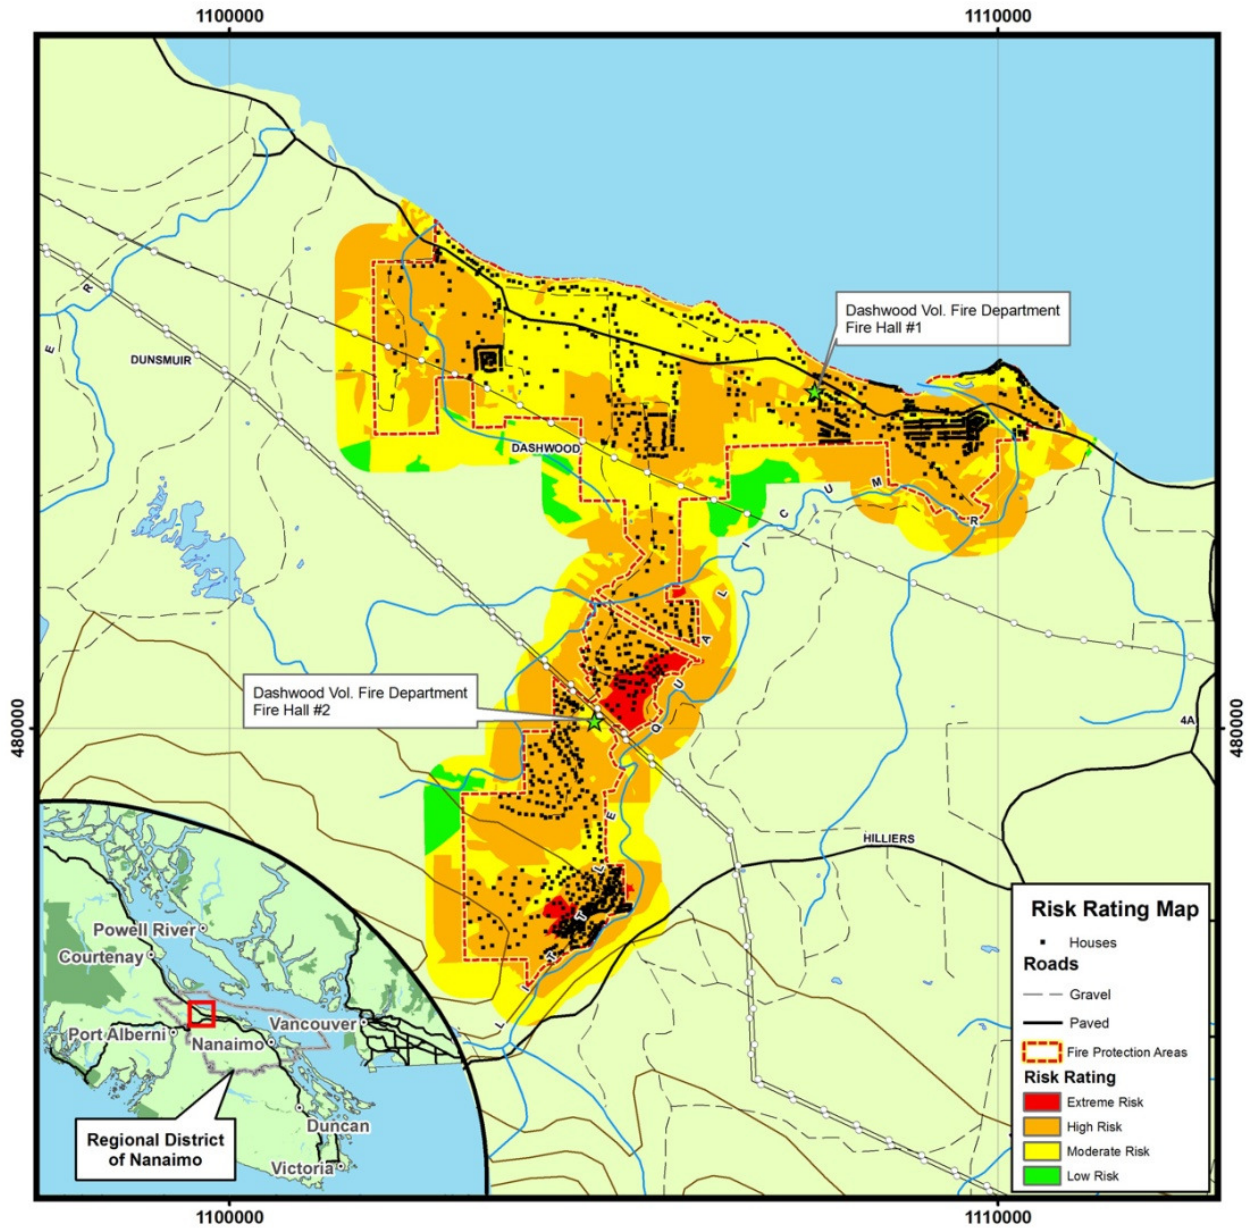 1100000
1110000
Dashwood Vol. Fire Department
Fire Hall #1
DUNSMUIR
E R
DASHWOOD
L I T T L E Q U A L I C U M R
Dashwood Vol. Fire Department
Fire Hall #2
480000
480000
4A
HILLIERS
Powell River
Courtenay
Port Alberni
Vancouver
Nanaimo
Duncan
Victoria
Regional District
of Nanaimo
Risk Rating Map
Houses
Roads
Gravel
Paved
Fire Protection Areas
Risk Rating
Extreme Risk
High Risk
Moderate Risk
Low Risk
1100000
1110000